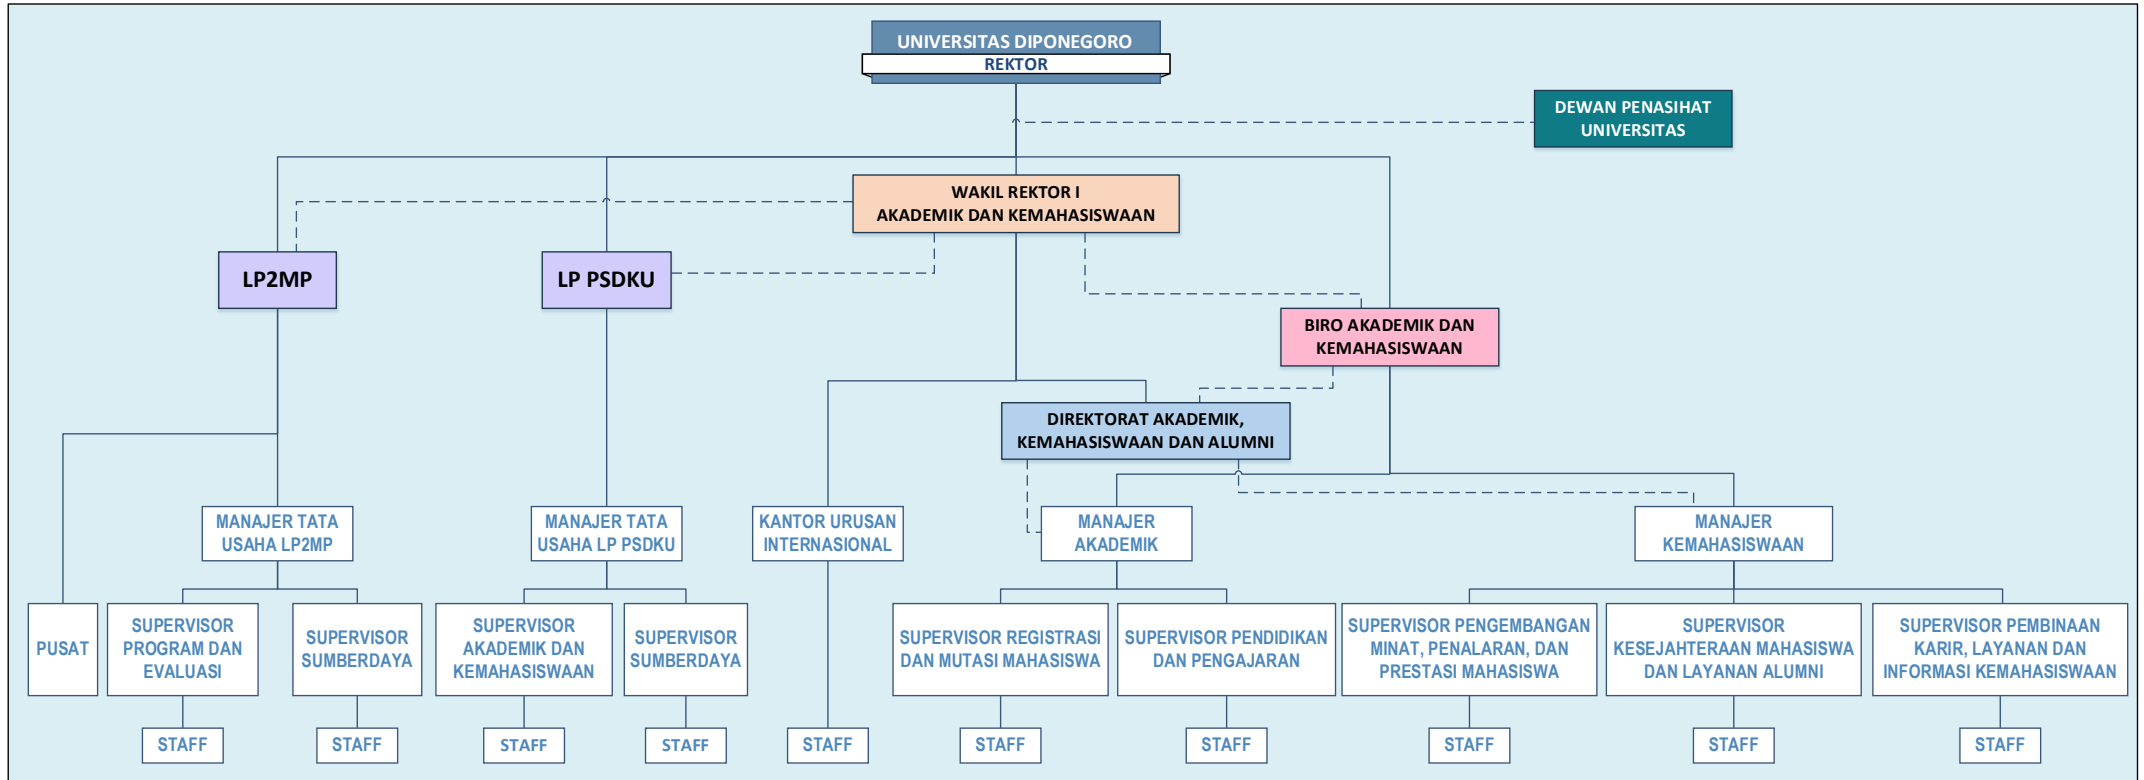 UNIVERSITAS DIPONEGORO
REKTOR
DEWAN PENASIHAT
UNIVERSITAS
WAKIL REKTOR I
AKADEMIK DAN KEMAHASISWAAN
LP2MP
LP PSDKU
BIRO AKADEMIK DAN
KEMAHASISWAAN
DIREKTORAT AKADEMIK,
KEMAHASISWAAN DAN ALUMNI
MANAJER TATA
USAHA LP2MP
MANAJER TATA
USAHA LP PSDKU
KANTOR URUSAN
INTERNASIONAL
MANAJER
AKADEMIK
MANAJER
KEMAHASISWAAN
PUSAT
SUPERVISOR
PROGRAM DAN
EVALUASI
SUPERVISOR
SUMBERDAYA
SUPERVISOR
AKADEMIK DAN
KEMAHASISWAAN
SUPERVISOR
SUMBERDAYA
SUPERVISOR REGISTRASI
DAN MUTASI MAHASISWA
SUPERVISOR PENDIDIKAN
DAN PENGAJARAN
SUPERVISOR PENGEMBANGAN
MINAT, PENALARAN, DAN
PRESTASI MAHASISWA
SUPERVISOR
KESEJAHTERAAN MAHASISWA
DAN LAYANAN ALUMNI
SUPERVISOR PEMBINAAN
KARIR, LAYANAN DAN
INFORMASI KEMAHASISWAAN
STAFF
STAFF
STAFF
STAFF
STAFF
STAFF
STAFF
STAFF
STAFF
STAFF